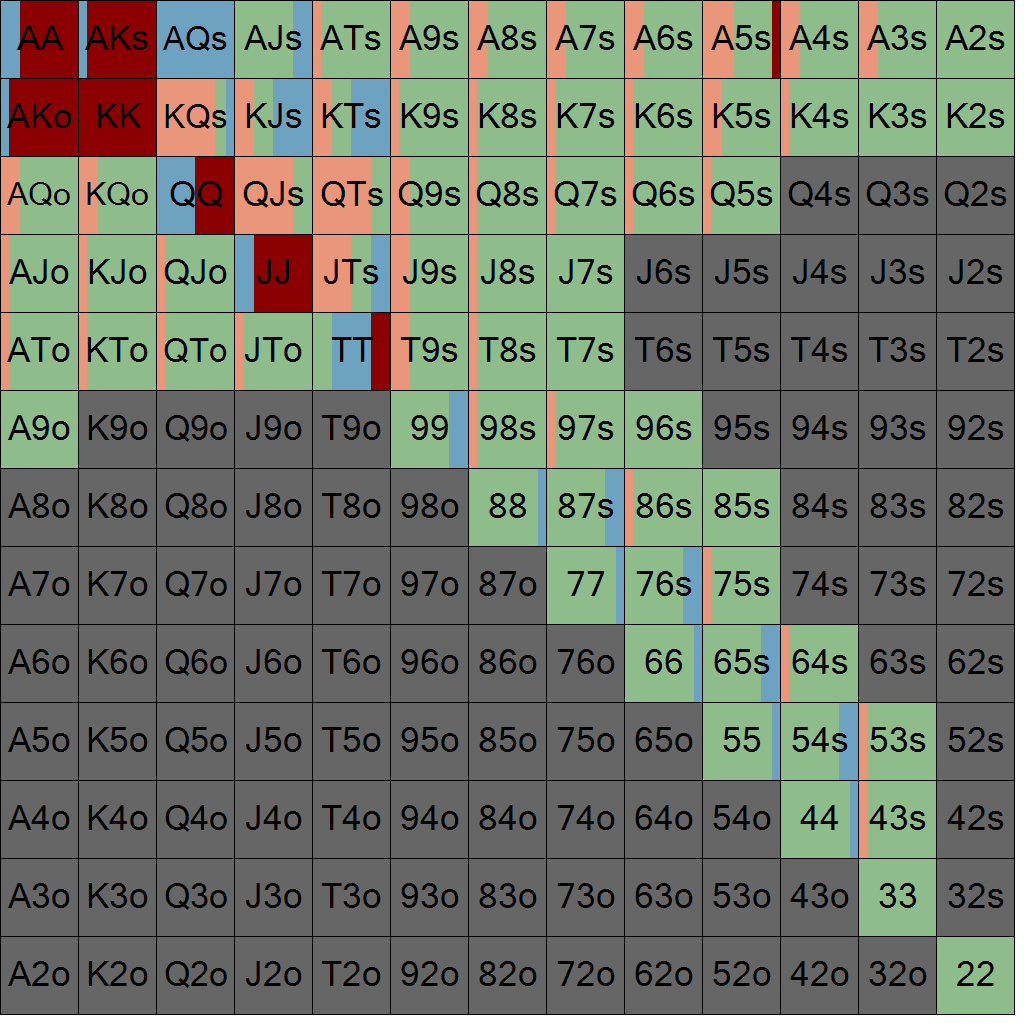 AA AKs AQs AJs ATs A9s A8s A7s A6s A5s A4s A3s A2s
AKo KK KQs KJs KTs K9s K8s K7s K6s K5s K4s K3s K2s
AQo KQo QQ QJs QTs Q9s Q8s Q7s Q6s Q5s Q4s Q3s Q2s
AJo KJo QJo JJ JTs J9s J8s J7s J6s J5s J4s J3s J2s
ATo KTo QTo JTo TT T9s T8s T7s T6s T5s T4s T3s T2s
A9o K9o Q9o J9o T9o 99 98s 97s 96s 95s 94s 93s 92s
A8o K8o Q8o J8o T8o 98o 88 87s 86s 85s 84s 83s 82s
A7o K7o Q7o J7o T7o 97o 87o 77 76s 75s 74s 73s 72s
A6o K6o Q6o J6o T6o 96o 86o 76o 66 65s 64s 63s 62s
A5o K5o Q5o J5o T5o 95o 85o 75o 65o 55 54s 53s 52s
A4o K4o Q4o J4o T4o 94o 84o 74o 64o 54o 44 43s 42s
A3o K3o Q3o J3o T3o 93o 83o 73o 63o 53o 43o 33 32s
A2o K2o Q2o J2o T2o 92o 82o 72o 62o 52o 42o 32o 22